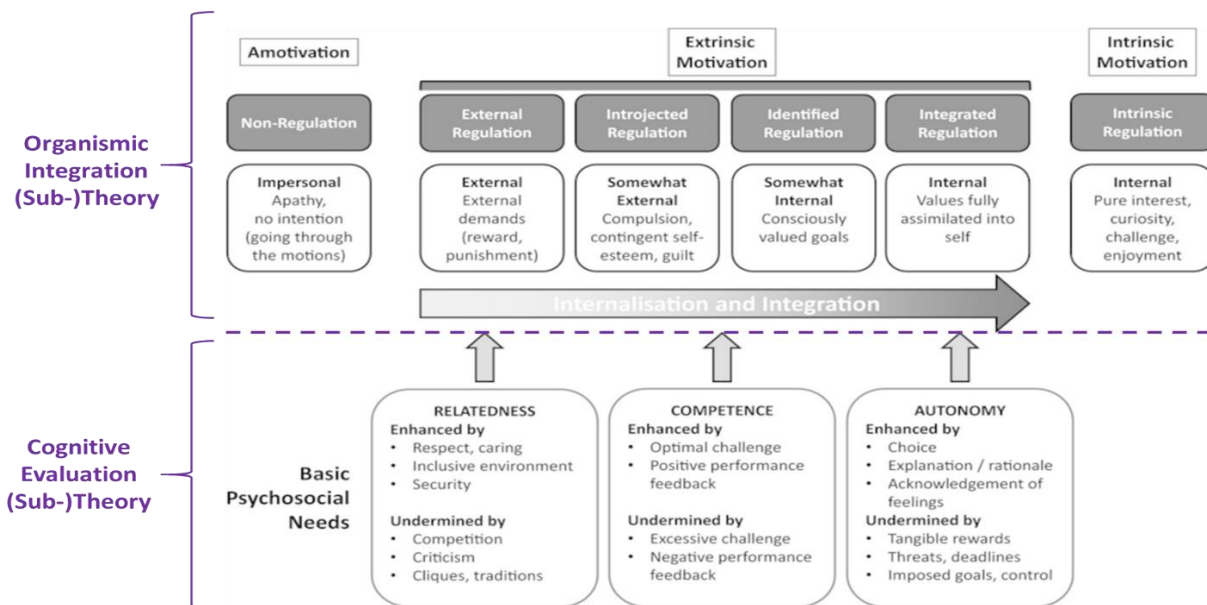 Organismic
Integration
(Sub-)Theory
Amotivation
Extrinsic
Motivation
Intrinsic
Motivation
Non-Regulation
External
Regulation
Introjected
Regulation
Identified
Regulation
Integrated
Regulation
Intrinsic
Regulation
Impersonal
Apathy,
no intention
(going through
the motions)
External
External
demands
(reward,
punishment)
Somewhat
External
Compulsion,
contingent self-
esteem, guilt
Somewhat
Internal
Consciously
valued goals
Internal
Values fully
assimilated into
self
Internal
Pure interest,
curiosity,
challenge,
enjoyment
Internalisation and Integration
Cognitive
Evaluation
(Sub-)Theory
Basic
Psychosocial
Needs
RELATEDNESS
Enhanced by
• Respect, caring
• Inclusive environment
• Security
Undermined by
• Competition
• Criticism
• Cliques, traditions
COMPETENCE
Enhanced by
• Optimal challenge
• Positive performance
feedback
Undermined by
• Excessive challenge
• Negative performance
feedback
AUTONOMY
Enhanced by
• Choice
• Explanation / rationale
• Acknowledgement of
feelings
Undermined by
• Tangible rewards
• Threats, deadlines
• Imposed goals, control